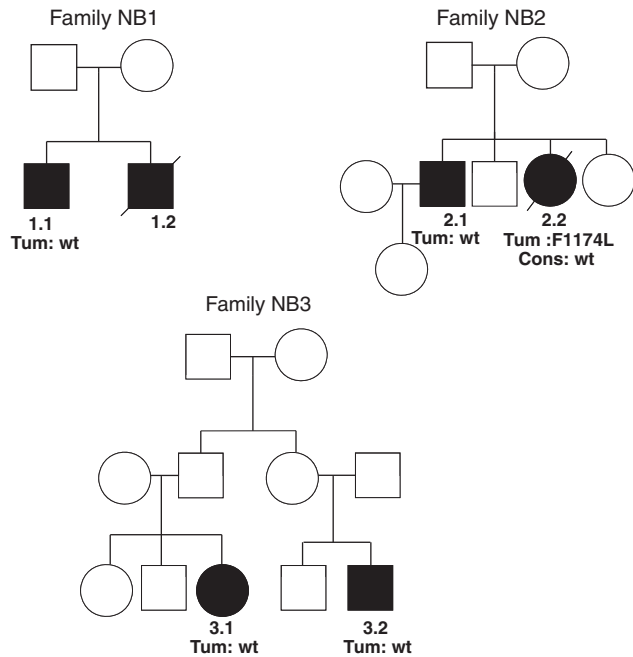 Family NB1
Family NB2
1.1
Tum: wt
1.2
2.1
Tum: wt
2.2
Tum :F1174L
Cons: wt
Family NB3
3.1
Tum: wt
3.2
Tum: wt